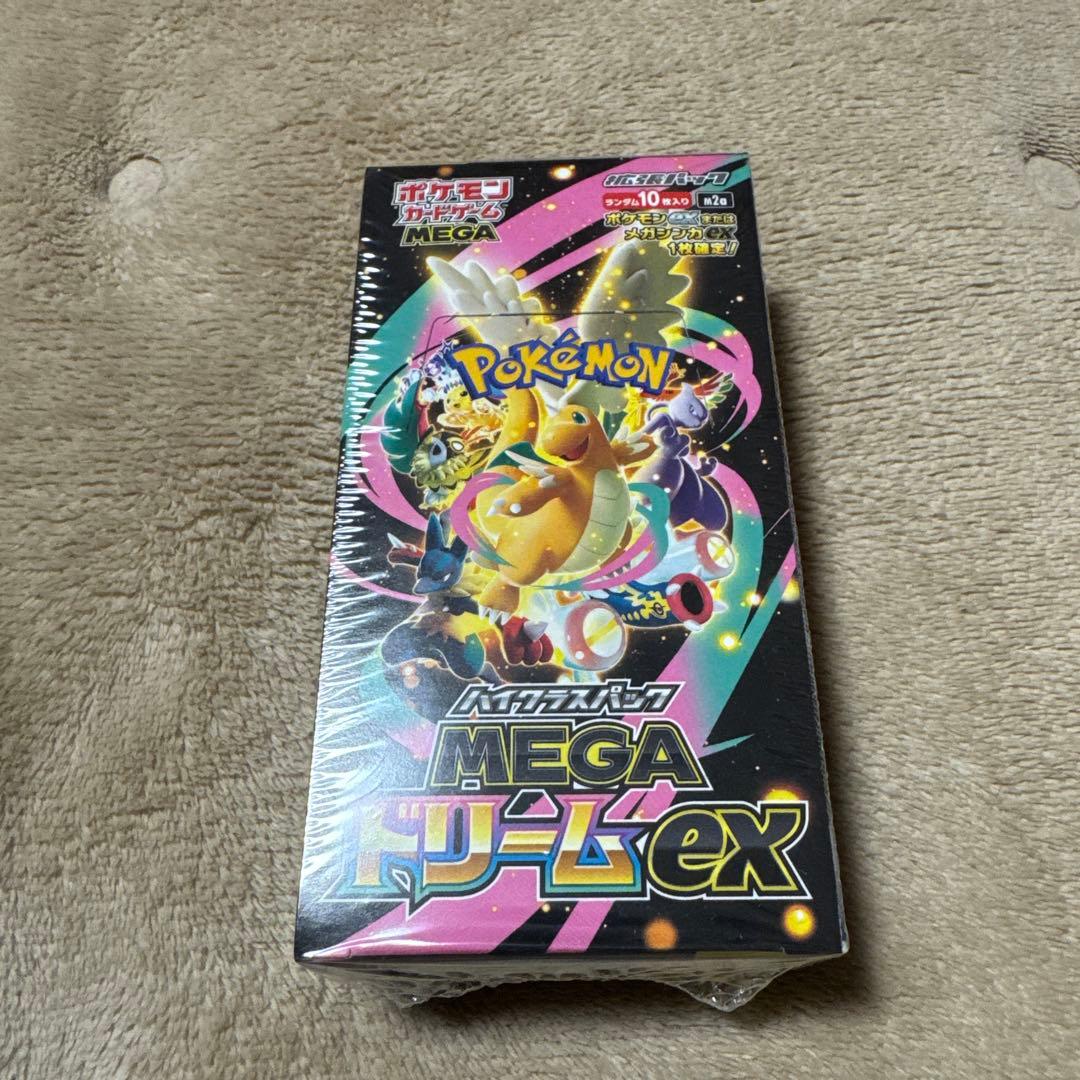 ポケモン
カードゲーム
MEGA
拡張パック
ランダム10枚入り
m2a
ポケモンexまたは
メガシンカex
1枚確定!
POKéMON
ハイクラスパック
MEGA
ドリームex